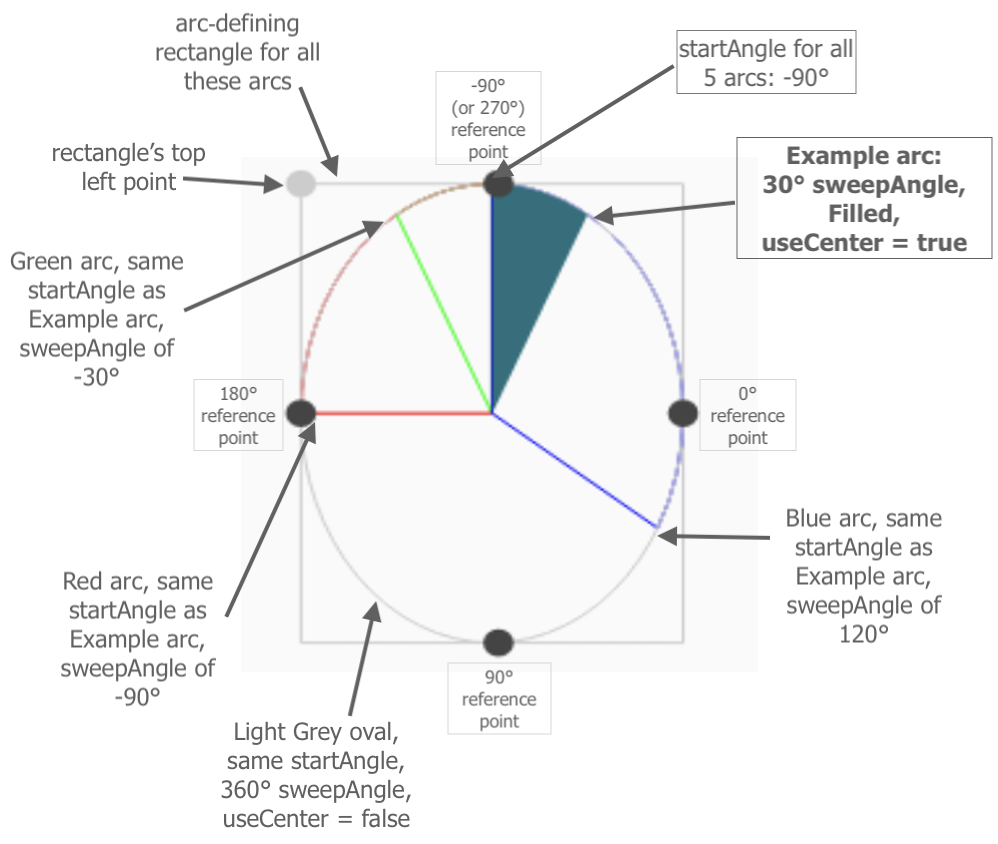 arc-defining
rectangle for all
these arcs
startAngle for all
5 arcs: -90°
-90°
(or 270°)
reference
point
rectangle’s top
left point
Example arc:
30° sweepAngle,
Filled,
useCenter = true
Green arc, same
startAngle as
Example arc,
sweepAngle of
-30°
180°
reference
point
0°
reference
point
Blue arc, same
startAngle as
Example arc,
sweepAngle of
120°
Red arc, same
startAngle as
Example arc,
sweepAngle of
-90°
90°
reference
point
Light Grey oval,
same startAngle,
360° sweepAngle,
useCenter = false